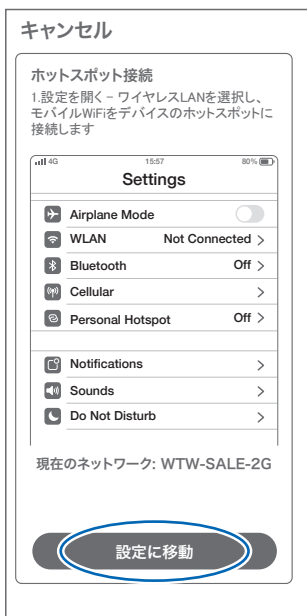 キャンセル
ホットスポット接続
1.設定を開く – ワイヤレスLANを選択し、
モバイルWiFiをデバイスのホットスポットに
接続します
4G 15:57 80%
Settings
Airplane Mode
WLAN Not Connected >
Bluetooth Off >
Cellular >
Personal Hotspot Off >
Notifications >
Sounds >
Do Not Disturb >
現在のネットワーク: WTW-SALE-2G
設定に移動